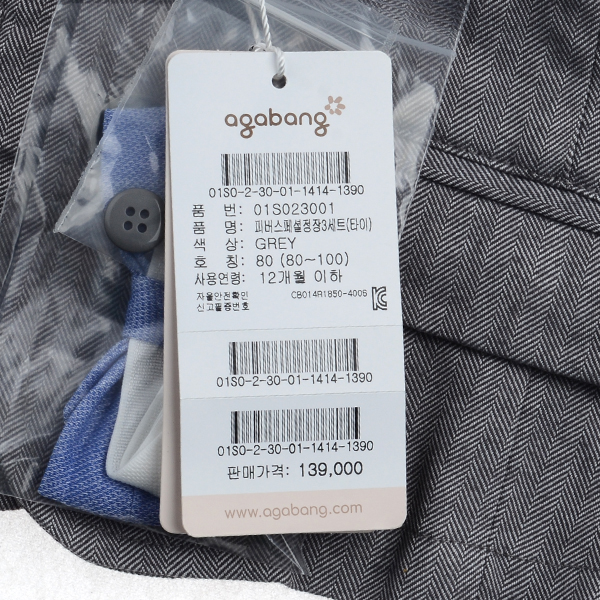 agabang
01S0-2-30-01-1414-1390
품 번: 01S023001
품 명: 피버스페셜정장3세트(타이)
색 상: GREY
호 칭: 80 (80~100)
사용연령: 12개월 이하
자율안전확인
신고필증번호 CB014R1850-4006
01S0-2-30-01-1414-1390
01S0-2-30-01-1414-1390
판매가격: 139,000
www.agabang.com